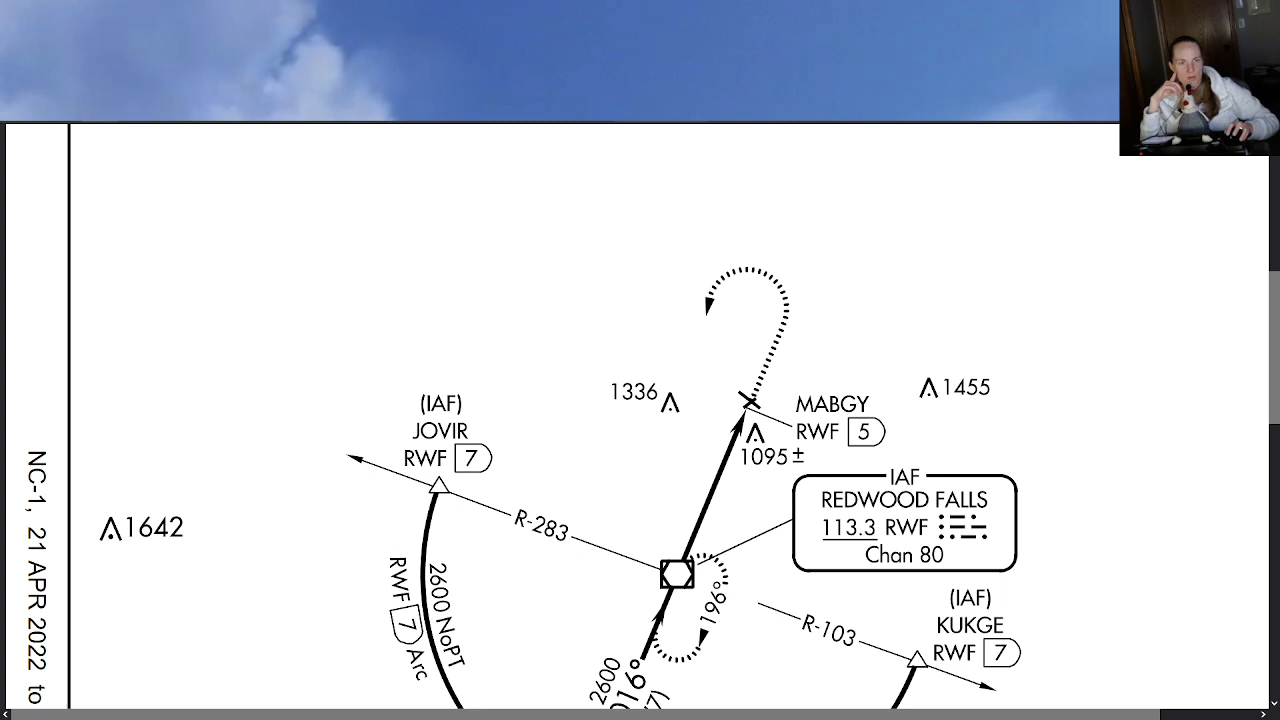 1336
1455
(IAF)
JOVIR
RWF 7
MABGY
RWF 5
1095 ±
IAF
REDWOOD FALLS
113.3 RWF
Chan 80
R-283
1642
196°
(IAF)
KUKGE
RWF 7
R-103
2600 NoPT
RWF 7 Arc
2600
016°
NC-1, 21 APR 2022 to